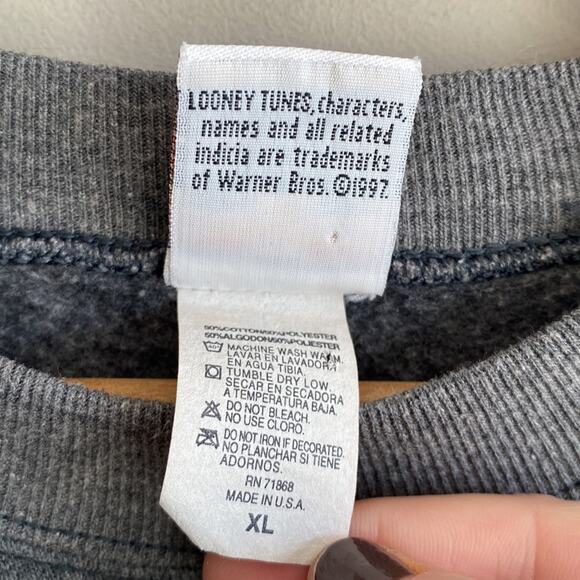 LOONEY TUNES, characters,
names and all related
indicia are trademarks
of Warner Bros. ©1997.
50%COTTON/50%POLYESTER
50%ALGODON/50%POLIESTER
MACHINE WASH WARM.
LAVAR EN LAVADORA
EN AGUA TIBIA.
TUMBLE DRY LOW
SECAR EN SECADORA
A TEMPERATURA BAJA.
DO NOT BLEACH.
NO USE CLORO.
DO NOT IRON IF DECORATED.
NO PLANCHAR SI TIENE
ADORNOS.
RN 71868
MADE IN U.S.A.
XL